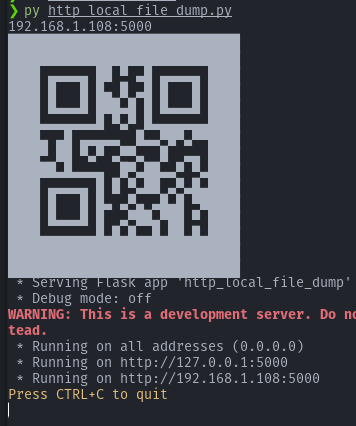 ❯ py http_local_file_dump.py
192.168.1.108:5000
 * Serving Flask app 'http_local_file_dump'
 * Debug mode: off
WARNING: This is a development server. Do no
tead.
 * Running on all addresses (0.0.0.0)
 * Running on http://127.0.0.1:5000
 * Running on http://192.168.1.108:5000
Press CTRL+C to quit